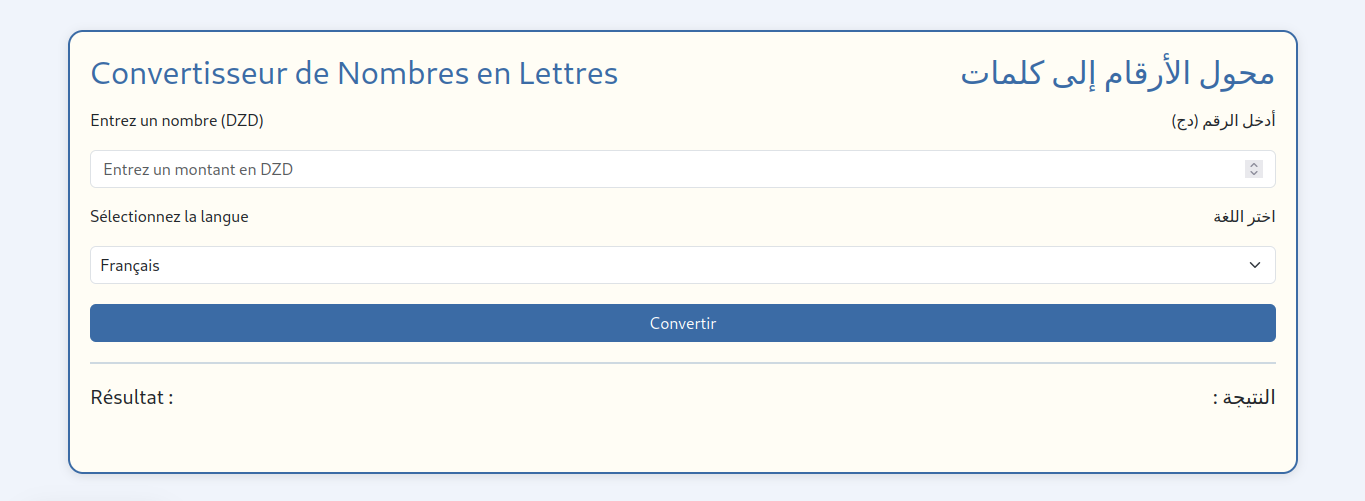 Convertisseur de Nombres en Lettres محول الأرقام إلى كلمات
Entrez un nombre (DZD) أدخل الرقم (دج)
Entrez un montant en DZD
Sélectionnez la langue اختر اللغة
Français
Convertir
Résultat : النتيجة :